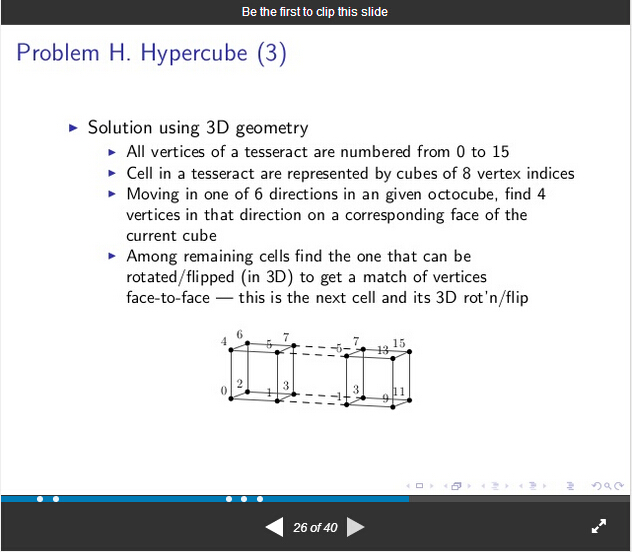 Be the first to clip this slide
Problem H. Hypercube (3)
Solution using 3D geometry
All vertices of a tesseract are numbered from 0 to 15
Cell in a tesseract are represented by cubes of 8 vertex indices
Moving in one of 6 directions in an given octocube, find 4
vertices in that direction on a corresponding face of the
current cube
Among remaining cells find the one that can be
rotated/flipped (in 3D) to get a match of vertices
face-to-face — this is the next cell and its 3D rot'n/flip
4 6 5 7 5 7 13 15
0 2 1 3 1 3 9 11
26 of 40